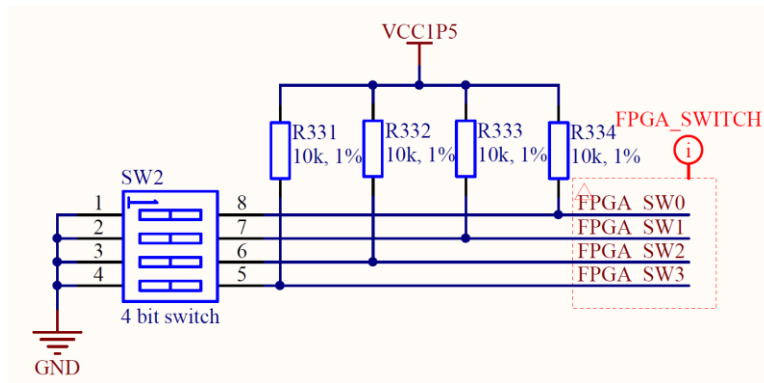 VCC1P5
FPGA_SWITCH
i
R331
10k, 1%
R332
10k, 1%
R333
10k, 1%
R334
10k, 1%
SW2
1
1 8 FPGA_SW0
2 7 FPGA_SW1
3 6 FPGA_SW2
4 5 FPGA_SW3
4 bit switch
GND